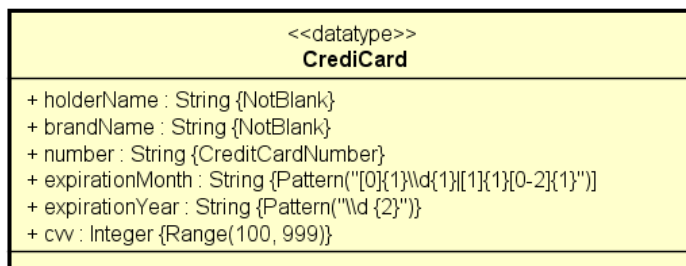 <<datatype>>
CrediCard
+ holderName : String {NotBlank}
+ brandName : String {NotBlank}
+ number : String {CreditCardNumber}
+ expirationMonth : String {Pattern("[0]{1}\\d{1}|[1]{1}[0-2]{1}")]
+ expirationYear : String {Pattern("\\d {2}")}
+ cvv : Integer {Range(100, 999)}